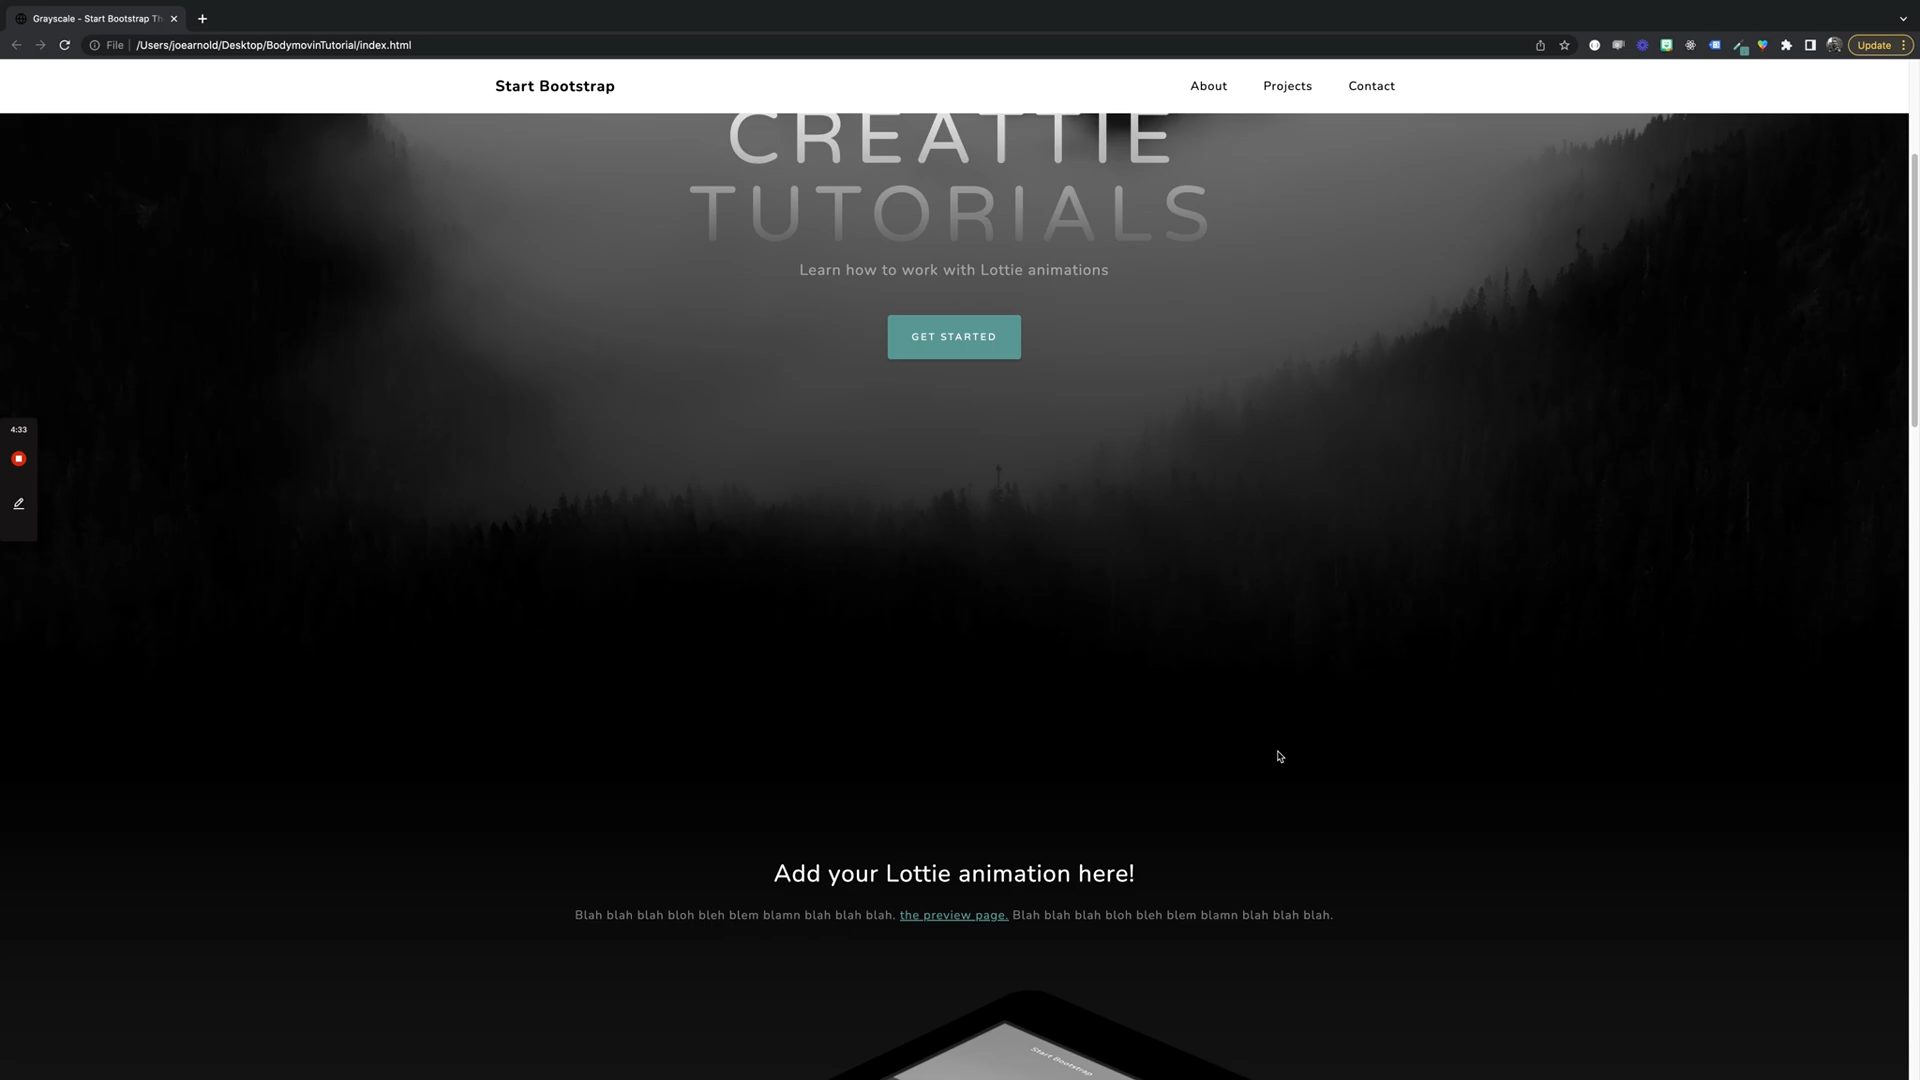 Grayscale - Start Bootstrap Th
File
/Users/joearnold/Desktop/BodymovinTutorial/index.html
Update
Start Bootstrap
About
Projects
Contact
CREATTIE
TUTORIALS
Learn how to work with Lottie animations
GET STARTED
4:33
Add your Lottie animation here!
Blah blah blah bloh bleh blem blamn blah blah blah. the preview page. Blah blah blah bloh bleh blem blamn blah blah blah.
Start Bootstrap